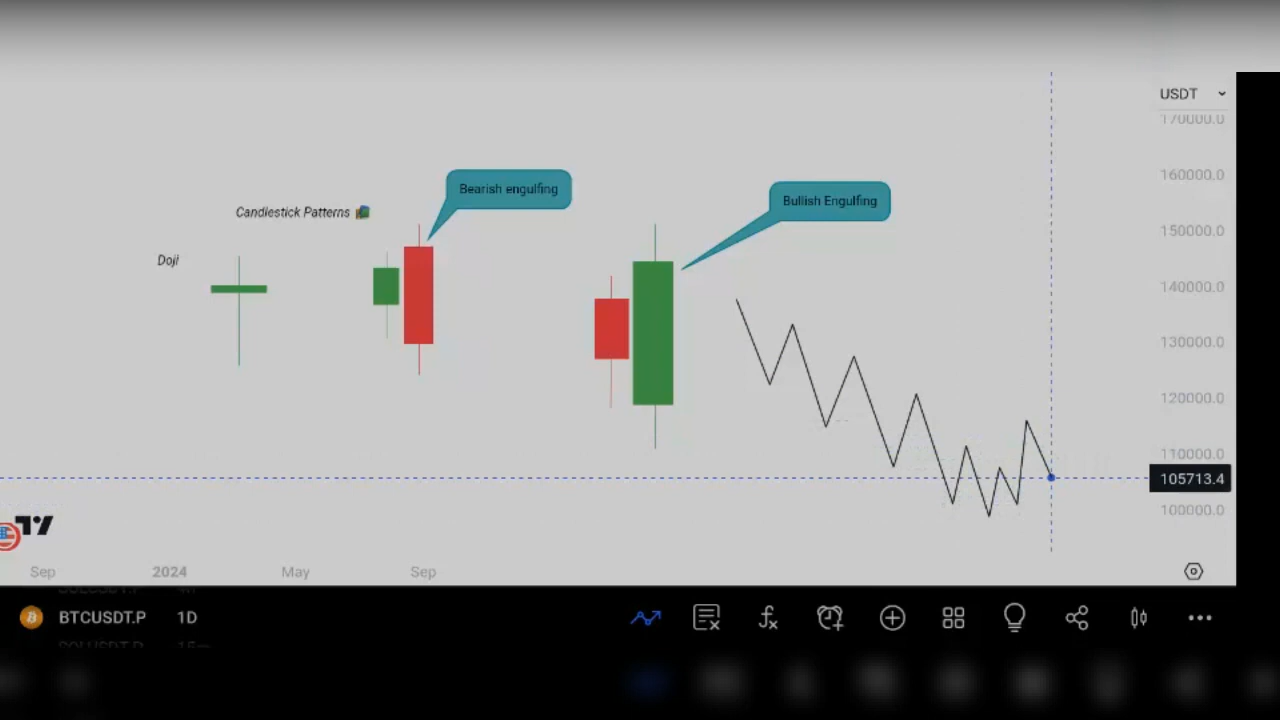 USDT
170000.0
160000.0
Bearish engulfing
Bullish Engulfing
Candlestick Patterns
150000.0
Doji
140000.0
130000.0
120000.0
110000.0
105713.4
100000.0
Sep 2024 May Sep
BTCUSDT.P 1D